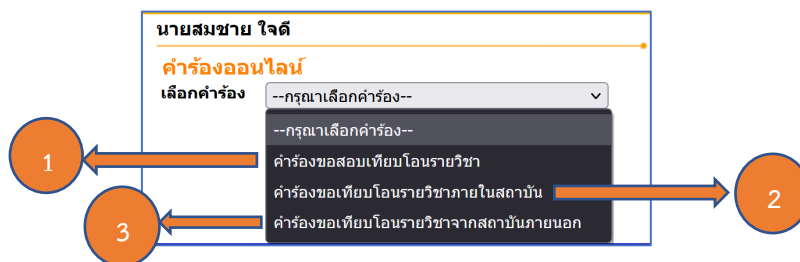 นายสมชาย ใจดี
คำร้องออนไลน์
เลือกคำร้อง --กรุณาเลือกคำร้อง--
--กรุณาเลือกคำร้อง--
1 คำร้องขอสอบเทียบโอนรายวิชา
คำร้องขอเทียบโอนรายวิชาภายในสถาบัน 2
3 คำร้องขอเทียบโอนรายวิชาจากสถาบันภายนอก